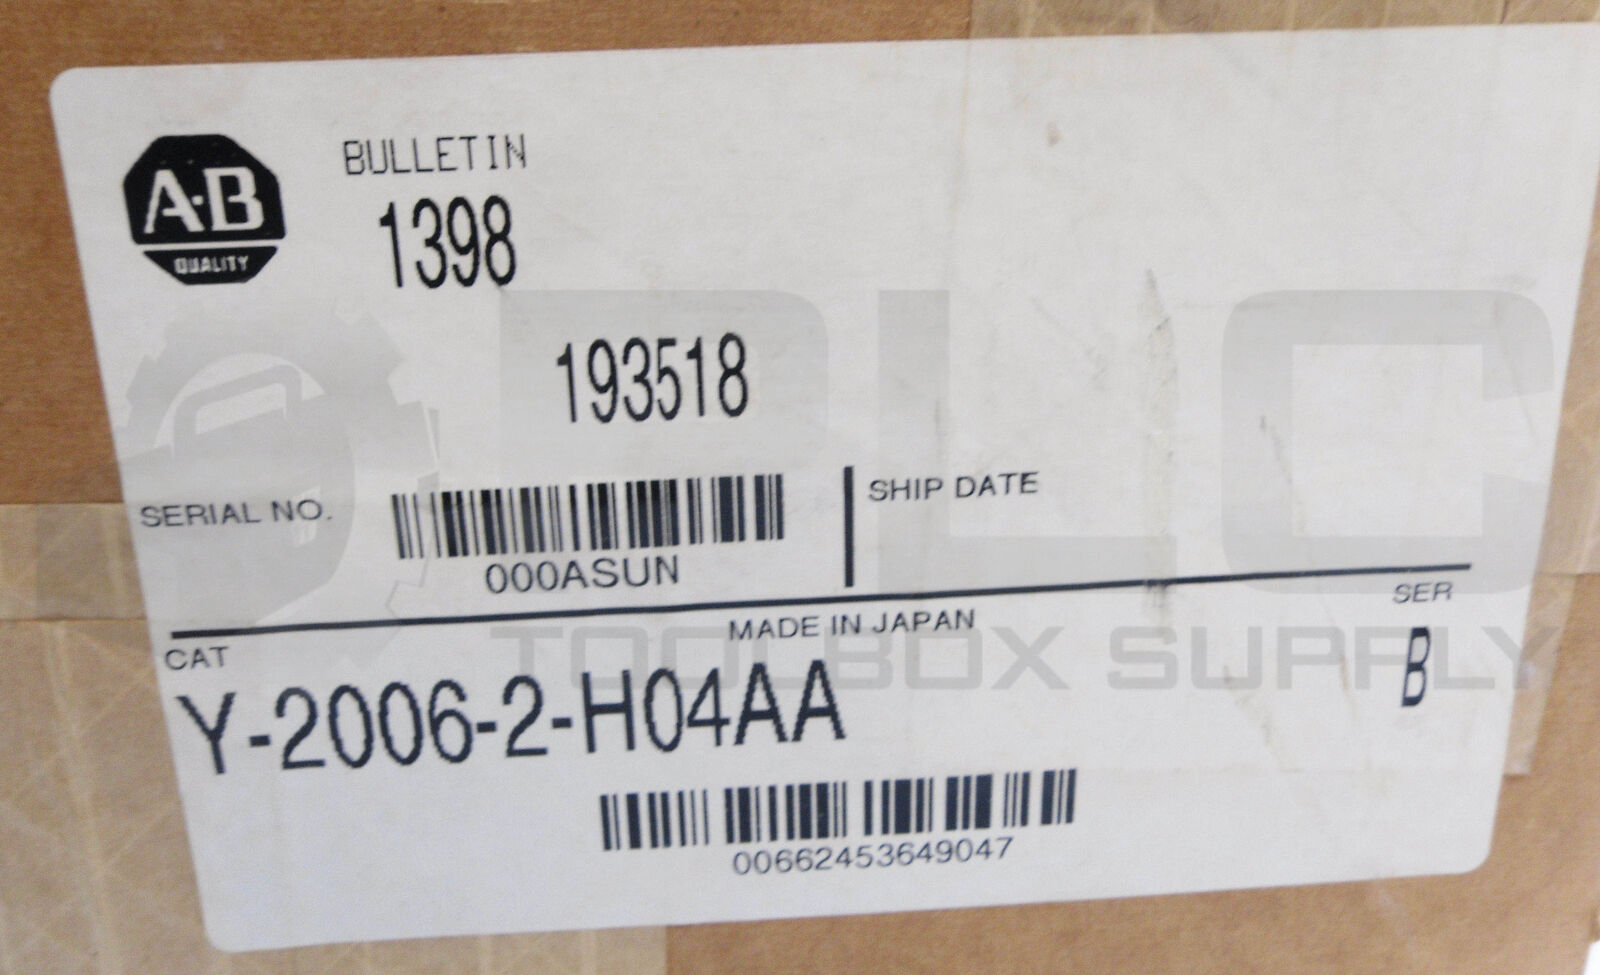 A-B
QUALITY
BULLETIN
1398
193518
SERIAL NO.
000ASUN
SHIP DATE
MADE IN JAPAN
SER
CAT
Y-2006-2-H04AA
B
00662453649047
PLC
TOOLBOX SUPPLY